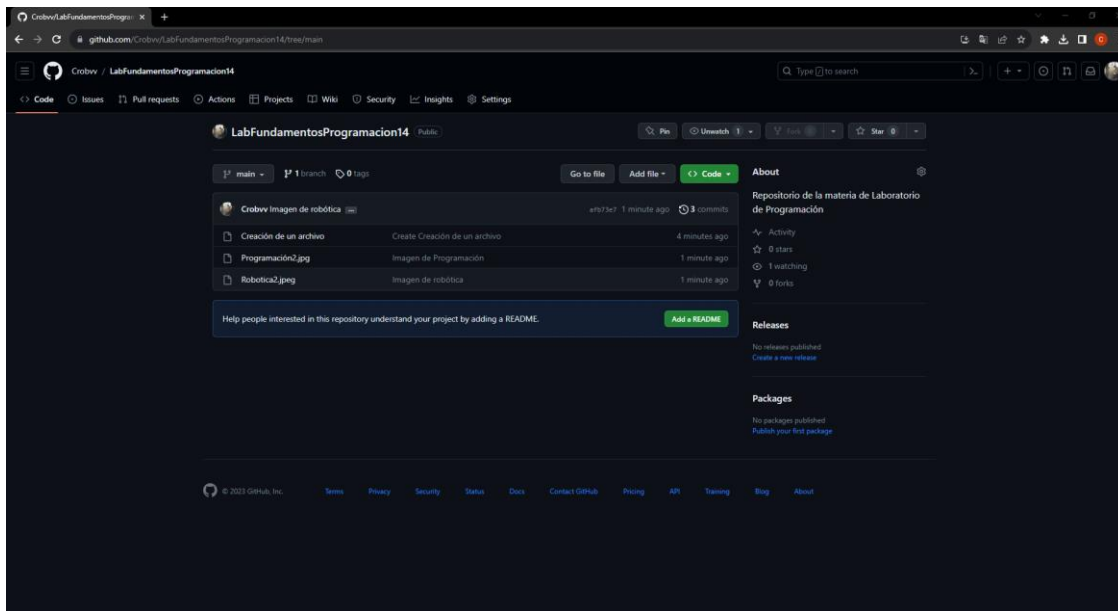 Crobvv/LabFundamentosProgra
github.com/Crobvv/LabFundamentosProgramacion14/tree/main
Crobvv / LabFundamentosProgramacion14
Type / to search
Code Issues Pull requests Actions Projects Wiki Security Insights Settings
LabFundamentosProgramacion14 Public
Pin Unwatch 1 Fork Star 0
main 1 branch 0 tags
Go to file Add file Code
Crobvv Imagen de robótica 1 minute ago 3 commits
Creación de un archivo Create Creación de un archivo 4 minutes ago
Programación2.jpg Imagen de Programación 1 minute ago
Robotica2.jpeg Imagen de robótica 1 minute ago
Help people interested in this repository understand your project by adding a README. Add a README
About
Repositorio de la materia de Laboratorio
de Programación
Activity
0 stars
1 watching
0 forks
Releases
No releases published
Create a new release
Packages
No packages published
Publish your first package
© 2023 GitHub, Inc. Terms Privacy Security Status Docs Contact GitHub Pricing API Training Blog About